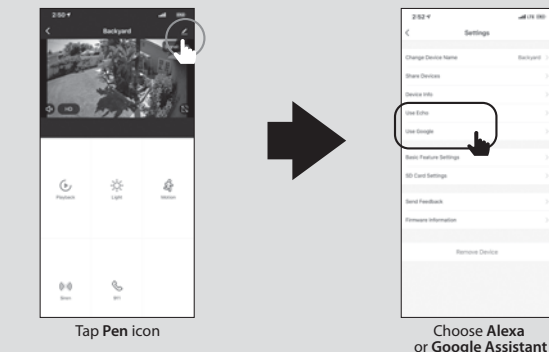 2:50
Backyard
HD
Playback
Light
Motion
Siren
911
Tap Pen icon
2:52
LTE
Settings
Change Device Name
Backyard
Share Devices
Device Info
Use Echo
Use Google
Basic Feature Settings
SD Card Settings
Send Feedback
Firmware Information
Remove Device
Choose Alexa
or Google Assistant